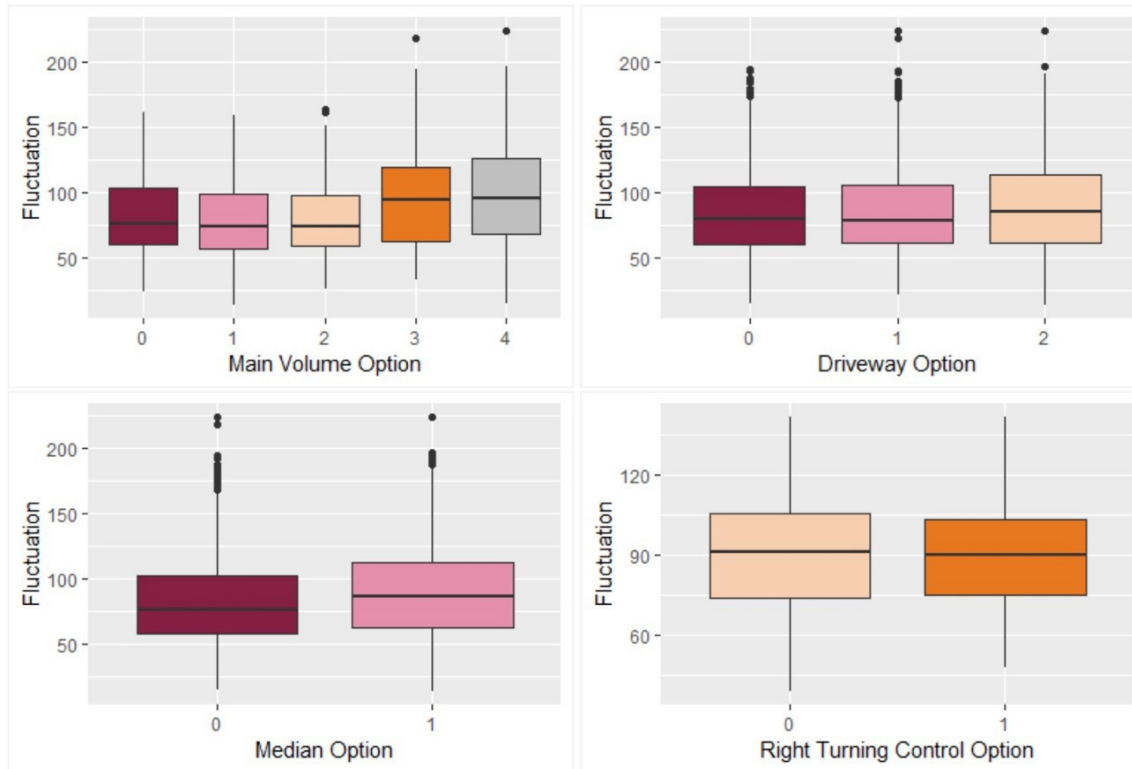 Fluctuation
200
150
100
50
0 1 2 3 4
Main Volume Option
Fluctuation
200
150
100
50
0 1 2
Driveway Option
Fluctuation
200
150
100
50
0 1
Median Option
Fluctuation
120
90
60
0 1
Right Turning Control Option